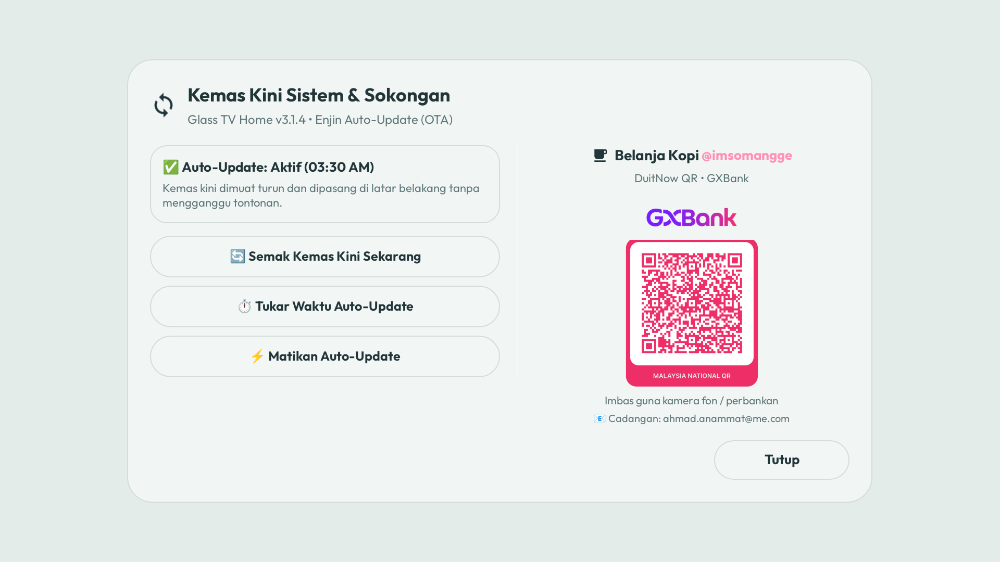 Kemas Kini Sistem & Sokongan
Glass TV Home v3.1.4 • Enjin Auto-Update (OTA)
✅ Auto-Update: Aktif (03:30 AM)
Kemas kini dimuat turun dan dipasang di latar belakang tanpa
mengganggu tontonan.
🔄 Semak Kemas Kini Sekarang
⏱️ Tukar Waktu Auto-Update
⚡ Matikan Auto-Update
Belanja Kopi @imsomangge
DuitNow QR • GXBank
GXBank
MALAYSIA NATIONAL QR
Imbas guna kamera fon / perbankan
📧 Cadangan: ahmad.anammat@me.com
Tutup